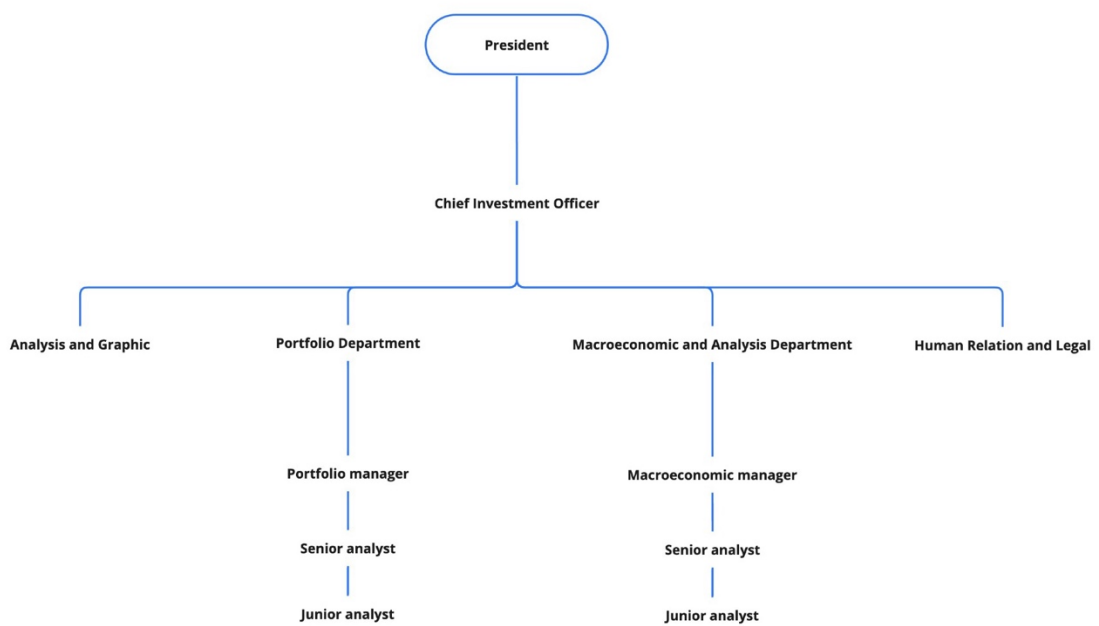 President
Chief Investment Officer
Analysis and Graphic
Portfolio Department
Macroeconomic and Analysis Department
Human Relation and Legal
Portfolio manager
Macroeconomic manager
Senior analyst
Senior analyst
Junior analyst
Junior analyst